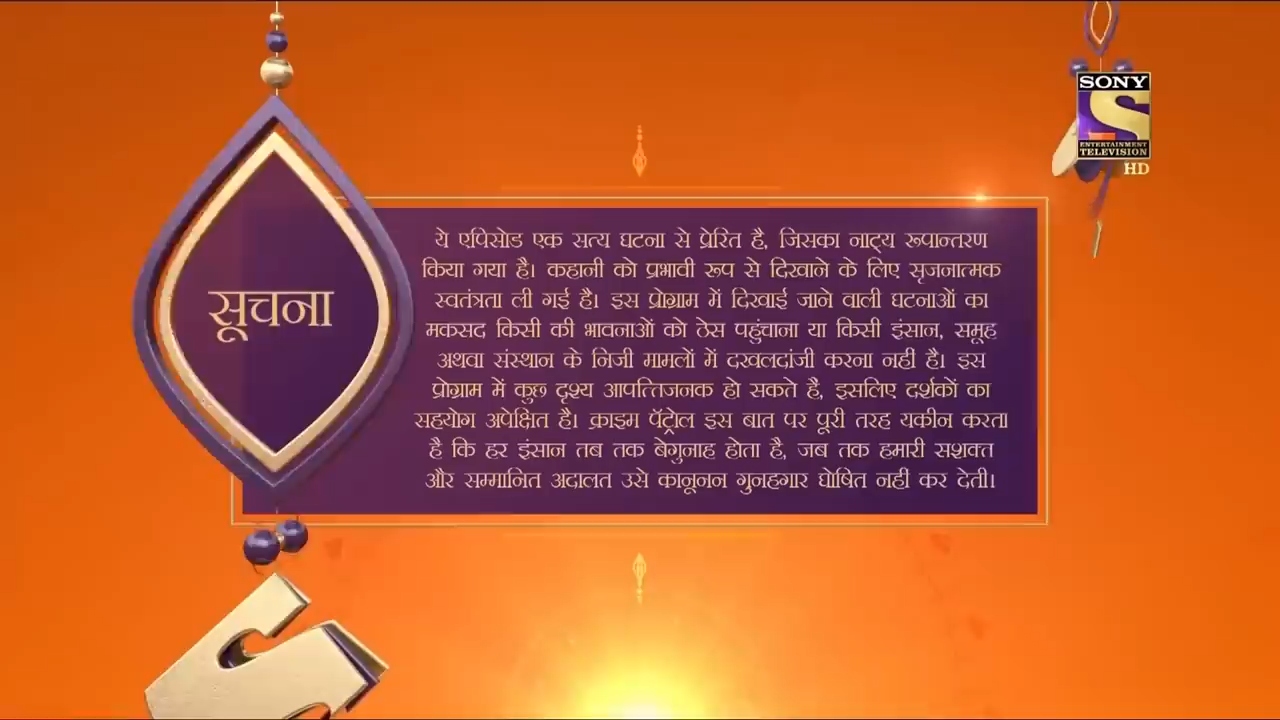 SONY
ENTERTAINMENT
TELEVISION
HD
सूचना
ये एपिसोड एक सत्य घटना से प्रेरित है, जिसका नाट्य रूपान्तरण
किया गया है। कहानी को प्रभावी रूप से दिखाने के लिए सृजनात्मक
स्वतंत्रता ली गई है। इस प्रोग्राम में दिखाई जाने वाली घटनाओं का
मकसद किसी की भावनाओं को ठेस पहुंचाना या किसी इंसान, समूह
अथवा संस्थान के निजी मामलों में दखलदांजी करना नहीं है। इस
प्रोग्राम में कुछ दृश्य आपत्तिजनक हो सकते हैं, इसलिए दर्शकों का
सहयोग अपेक्षित है। क्राइम पॅट्रोल इस बात पर पूरी तरह यकीन करता
है कि हर इंसान तब तक बेगुनाह होता है, जब तक हमारी सशक्त
और सम्मानित अदालत उसे कानूनन गुनहगार घोषित नहीं कर देती।